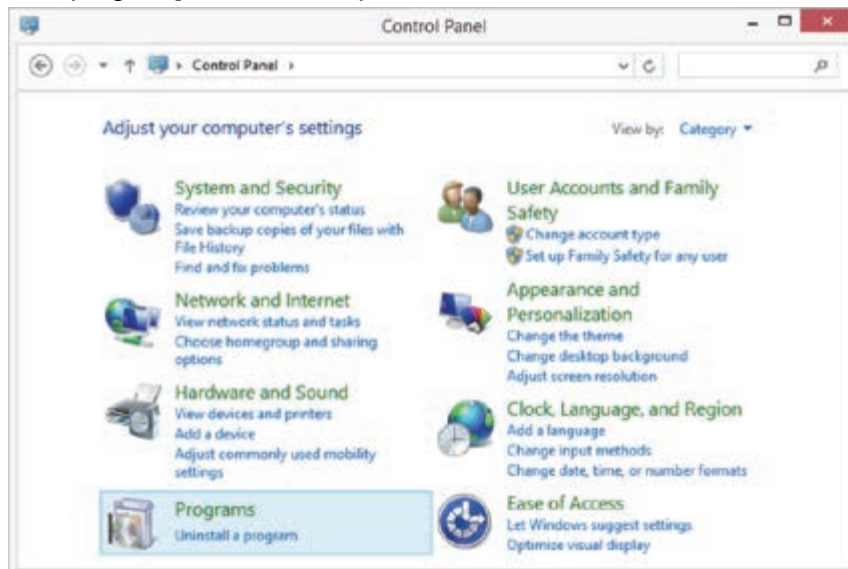 Control Panel
Control Panel
Adjust your computer's settings
View by: Category
System and Security
Review your computer's status
Save backup copies of your files with
File History
Find and fix problems
Network and Internet
View network status and tasks
Choose homegroup and sharing
options
Hardware and Sound
View devices and printers
Add a device
Adjust commonly used mobility
settings
Programs
Uninstall a program
User Accounts and Family
Safety
Change account type
Set up Family Safety for any user
Appearance and
Personalization
Change the theme
Change desktop background
Adjust screen resolution
Clock, Language, and Region
Add a language
Change input methods
Change date, time, or number formats
Ease of Access
Let Windows suggest settings
Optimize visual display